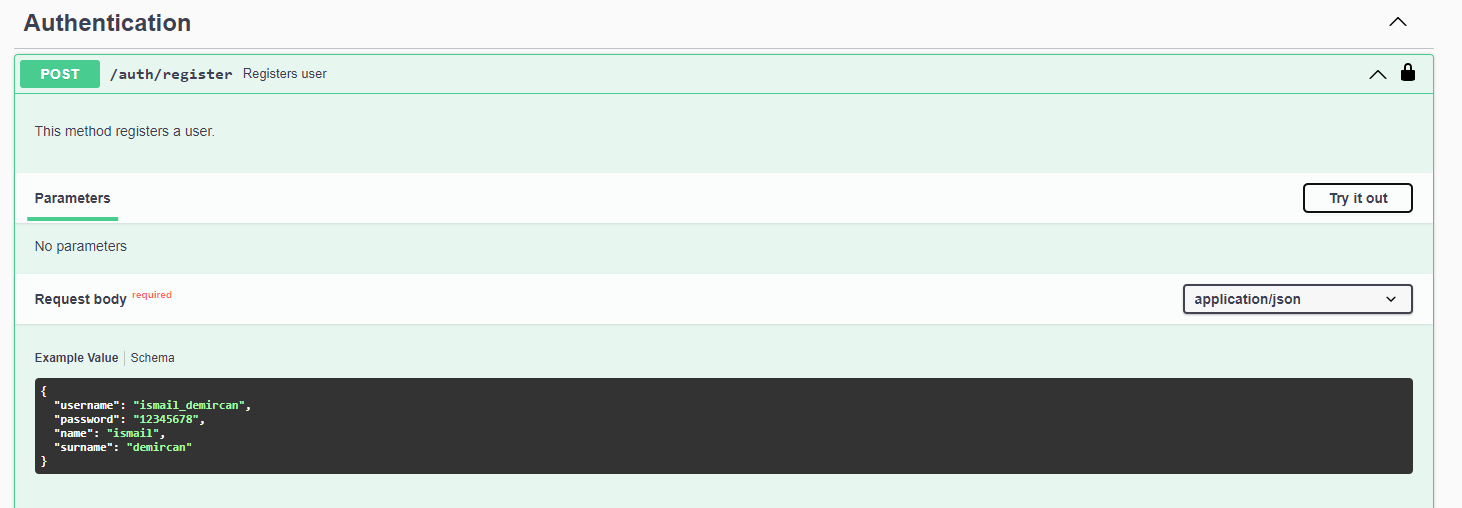 Authentication
POST /auth/register Registers user
This method registers a user.
Parameters Try it out
No parameters
Request body required application/json
Example Value Schema
{
"username": "ismail_demircan",
"password": "12345678",
"name": "ismail",
"surname": "demircan"
}